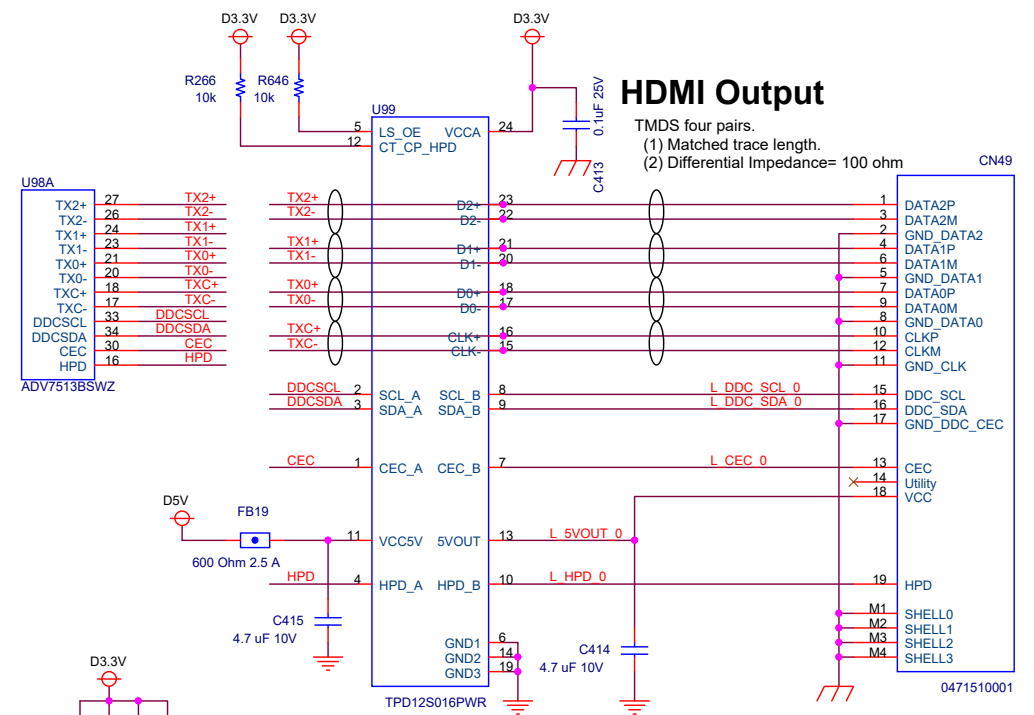 D3.3V D3.3V D3.3V
R266 10k
R646 10k
0.1uF 25V
C413
HDMI Output
TMDS four pairs.
(1) Matched trace length.
(2) Differential Impedance= 100 ohm
U99
5 LS_OE VCCA 24
12 CT_CP_HPD
CN49
U98A
TX2+ 27 TX2+ TX2+ D2+ 23 1 DATA2P
TX2- 26 TX2- TX2- D2- 22 3 DATA2M
2 GND_DATA2
TX1+ 24 TX1+ TX1+ D1+ 21 4 DATA1P
TX1- 23 TX1- TX1- D1- 20 6 DATA1M
5 GND_DATA1
TX0+ 21 TX0+ TX0+ D0+ 18 7 DATA0P
TX0- 20 TX0- TX0- D0- 17 9 DATA0M
8 GND_DATA0
TXC+ 18 TXC+ TXC+ CLK+ 16 10 CLKP
TXC- 17 TXC- TXC- CLK- 15 12 CLKM
11 GND_CLK
DDCSCL 33 DDCSCL
DDCSDA 34 DDCSDA
CEC 30 CEC
HPD 16 HPD
ADV7513BSWZ
DDCSCL 2 SCL_A SCL_B 8 L_DDC_SCL_0 15 DDC_SCL
DDCSDA 3 SDA_A SDA_B 9 L_DDC_SDA_0 16 DDC_SDA
17 GND_DDC_CEC
CEC 1 CEC_A CEC_B 7 L_CEC_0 13 CEC
14 Utility
18 VCC
D5V
FB19
600 Ohm 2.5 A
11 VCC5V 5VOUT 13 L_5VOUT_0
HPD 4 HPD_A HPD_B 10 L_HPD_0 19 HPD
C415
4.7 uF 10V
M1 SHELL0
M2 SHELL1
M3 SHELL2
M4 SHELL3
GND1 6
GND2 14
GND3 19
C414
4.7 uF 10V
D3.3V
TPD12S016PWR
0471510001